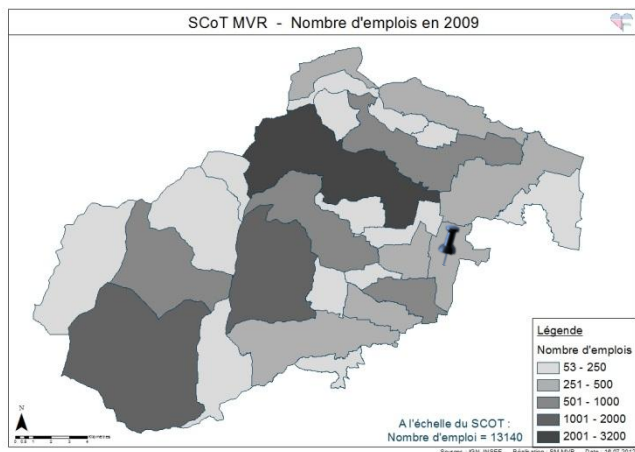 SCoT MVR - Nombre d'emplois en 2009
Légende
Nombre d'emplois
53 - 250
251 - 500
501 - 1000
1001 - 2000
2001 - 3200
N
A l'échelle du SCOT :
Nombre d'emploi = 13140